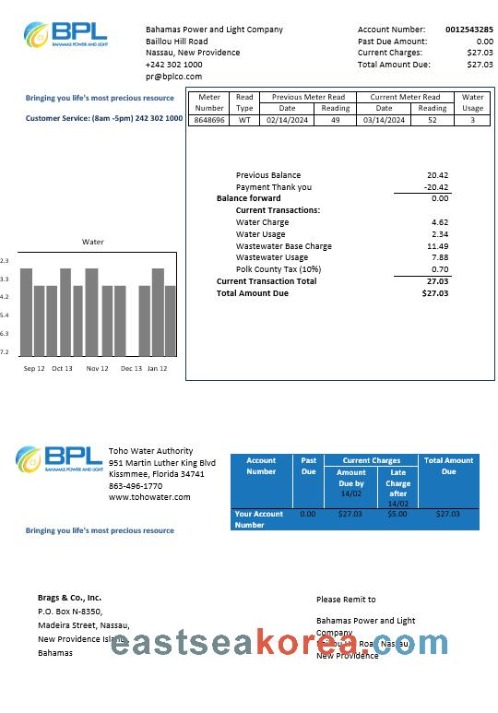 BPL
BAHAMAS POWER AND LIGHT
Bahamas Power and Light Company
Baillou Hill Road
Nassau, New Providence
+242 302 1000
pr@bplco.com
Account Number: 0012543285
Past Due Amount: 0.00
Current Charges: $27.03
Total Amount Due: $27.03
Bringing you life's most precious resource
Customer Service: (8am -5pm) 242 302 1000
Meter Number Read Type Previous Meter Read Current Meter Read Water Usage
Date Reading Date Reading
8648696 WT 02/14/2024 49 03/14/2024 52 3
Previous Balance 20.42
Payment Thank you -20.42
Balance forward 0.00
Current Transactions:
Water Charge 4.62
Water Usage 2.34
Wastewater Base Charge 11.49
Wastewater Usage 7.88
Polk County Tax (10%) 0.70
Current Transaction Total 27.03
Total Amount Due $27.03
Water
2.3
3.3
4.2
5.4
6.3
7.2
Sep 12 Oct 13 Nov 12 Dec 13 Jan 12
BPL
BAHAMAS POWER AND LIGHT
Toho Water Authority
951 Martin Luther King Blvd
Kissmmee, Florida 34741
863-496-1770
www.tohowater.com
Bringing you life's most precious resource
Account Number Past Due Current Charges Total Amount Due
Amount Due by 14/02 Late Charge after 14/02
Your Account Number 0.00 $27.03 $5.00 $27.03
Brags & Co., Inc.
P.O. Box N-8350,
Madeira Street, Nassau,
New Providence Island,
Bahamas
Please Remit to
Bahamas Power and Light
Company
Road Nassau
New Providence
eastseakorea.com